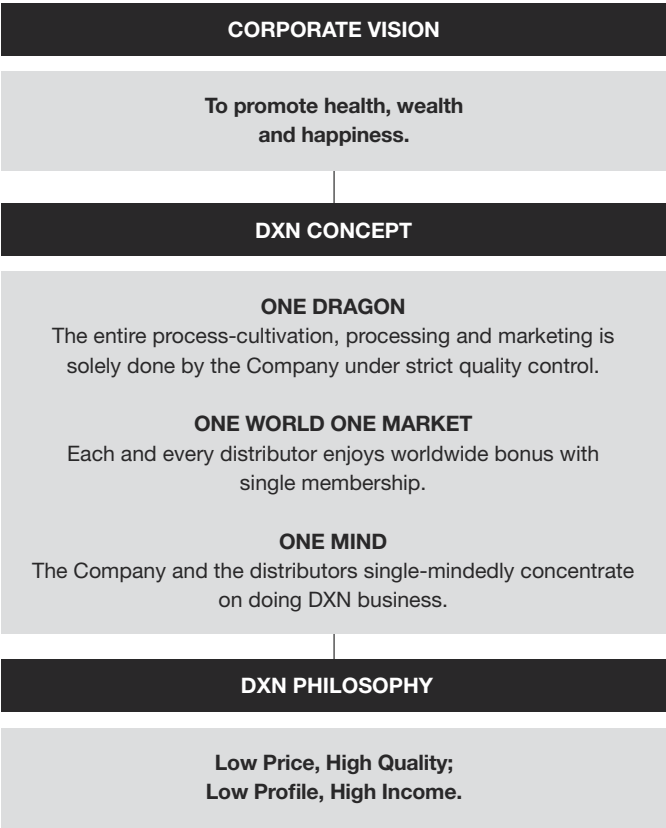 CORPORATE VISION
To promote health, wealth
and happiness.
DXN CONCEPT
ONE DRAGON
The entire process-cultivation, processing and marketing is
solely done by the Company under strict quality control.
ONE WORLD ONE MARKET
Each and every distributor enjoys worldwide bonus with
single membership.
ONE MIND
The Company and the distributors single-mindedly concentrate
on doing DXN business.
DXN PHILOSOPHY
Low Price, High Quality;
Low Profile, High Income.